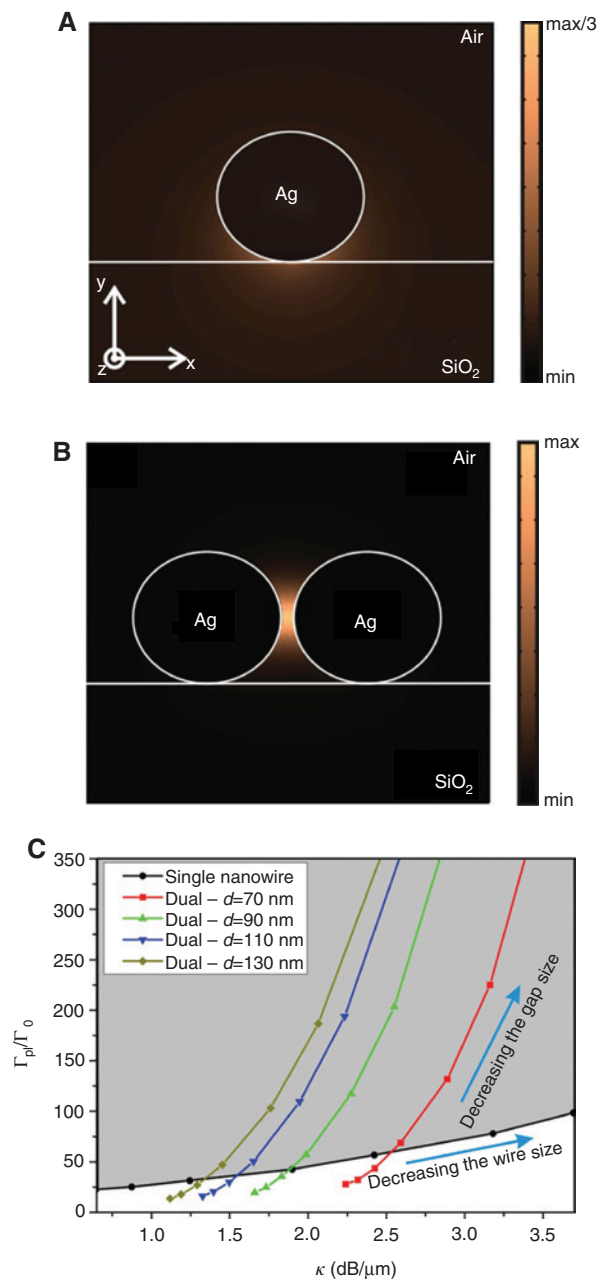 A
Air
max/3
Ag
y
z
x
SiO₂
min
B
Air
max
Ag
Ag
SiO₂
min
C
350
300
250
200
150
100
50
0
Γpl/Γ0
Single nanowire
Dual – d=70 nm
Dual – d=90 nm
Dual – d=110 nm
Dual – d=130 nm
Decreasing the gap size
Decreasing the wire size
1.0 1.5 2.0 2.5 3.0 3.5
κ (dB/μm)